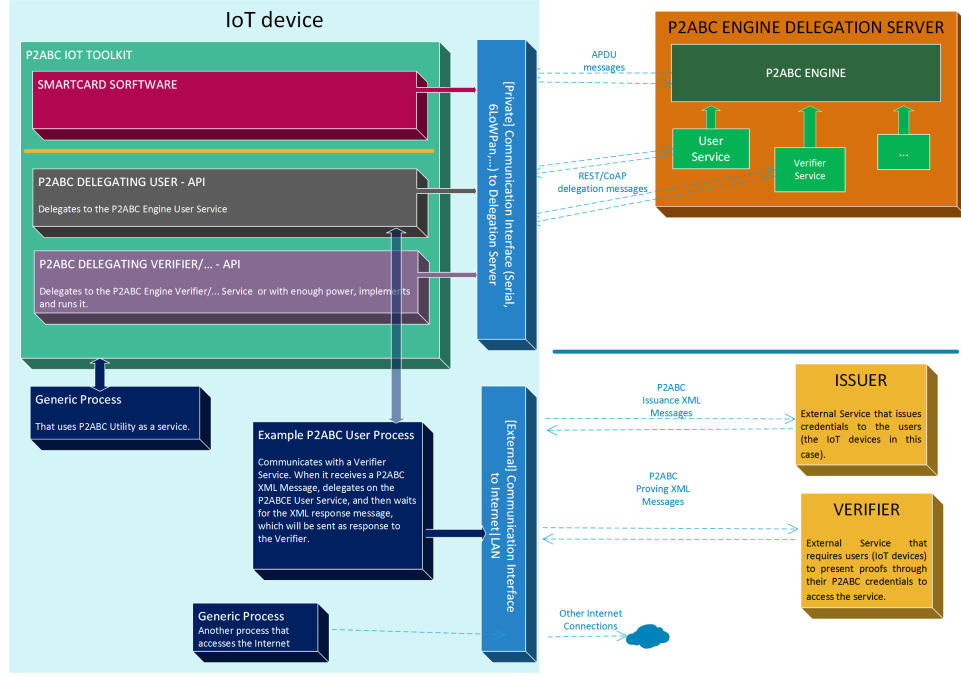 IoT device
P2ABC IOT TOOLKIT
SMARTCARD SORFTWARE
P2ABC DELEGATING USER - API
Delegates to the P2ABC Engine User Service
P2ABC DELEGATING VERIFIER/... - API
Delegates to the P2ABC Engine Verifier/... Service or with enough power, implements
and runs it.
[Private] Communication Interface (Serial,
6LoWPan,...) to Delegation Server
APDU
messages
REST/CoAP
delegation messages
P2ABC ENGINE DELEGATION SERVER
P2ABC ENGINE
User
Service
Verifier
Service
...
Generic Process
That uses P2ABC Utility as a service.
Example P2ABC User Process
Communicates with a Verifier
Service. When it receives a P2ABC
XML Message, delegates on the
P2ABCE User Service, and then waits
for the XML response message,
which will be sent as response to
the Verifier.
Generic Process
Another process that
accesses the Internet
[External] Communication Interface
to Internet|LAN
P2ABC
Issuance XML
Messages
P2ABC
Proving XML
Messages
Other Internet
Connections
ISSUER
External Service that issues
credentials to the users
(the IoT devices in this
case).
VERIFIER
External Service that
requires users (IoT devices)
to present proofs through
their P2ABC credentials to
access the service.